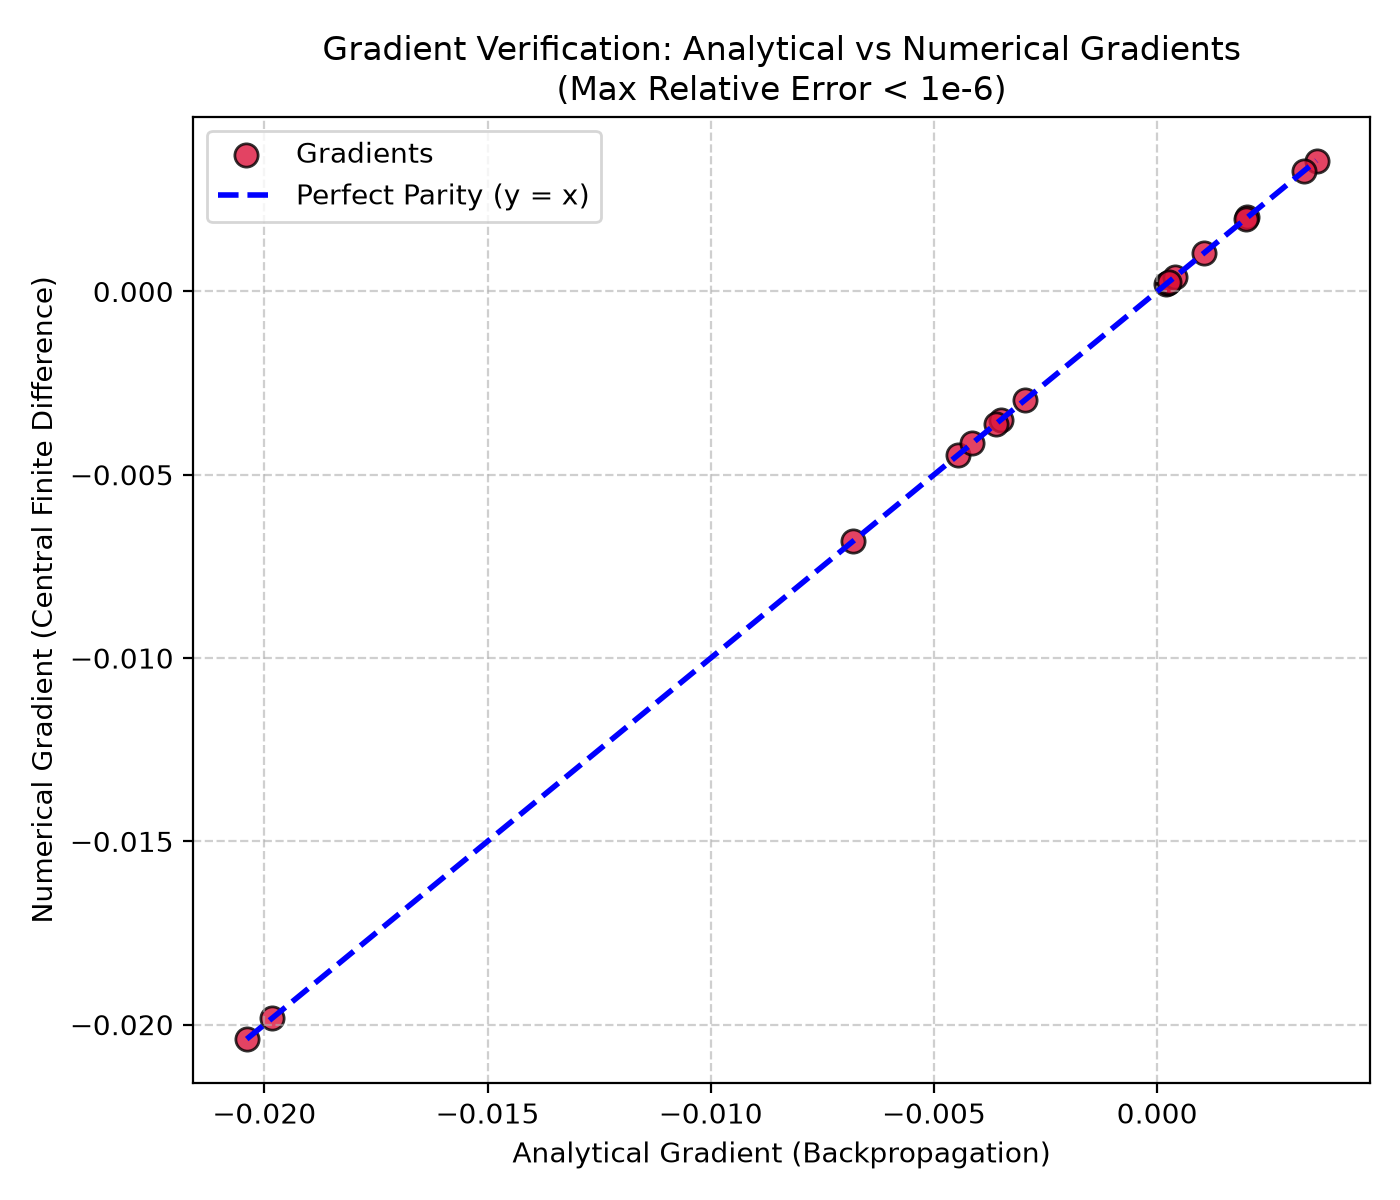 Gradient Verification: Analytical vs Numerical Gradients
(Max Relative Error < 1e-6)
Gradients
Perfect Parity (y = x)
Numerical Gradient (Central Finite Difference)
0.000
−0.005
−0.010
−0.015
−0.020
−0.020 −0.015 −0.010 −0.005 0.000
Analytical Gradient (Backpropagation)